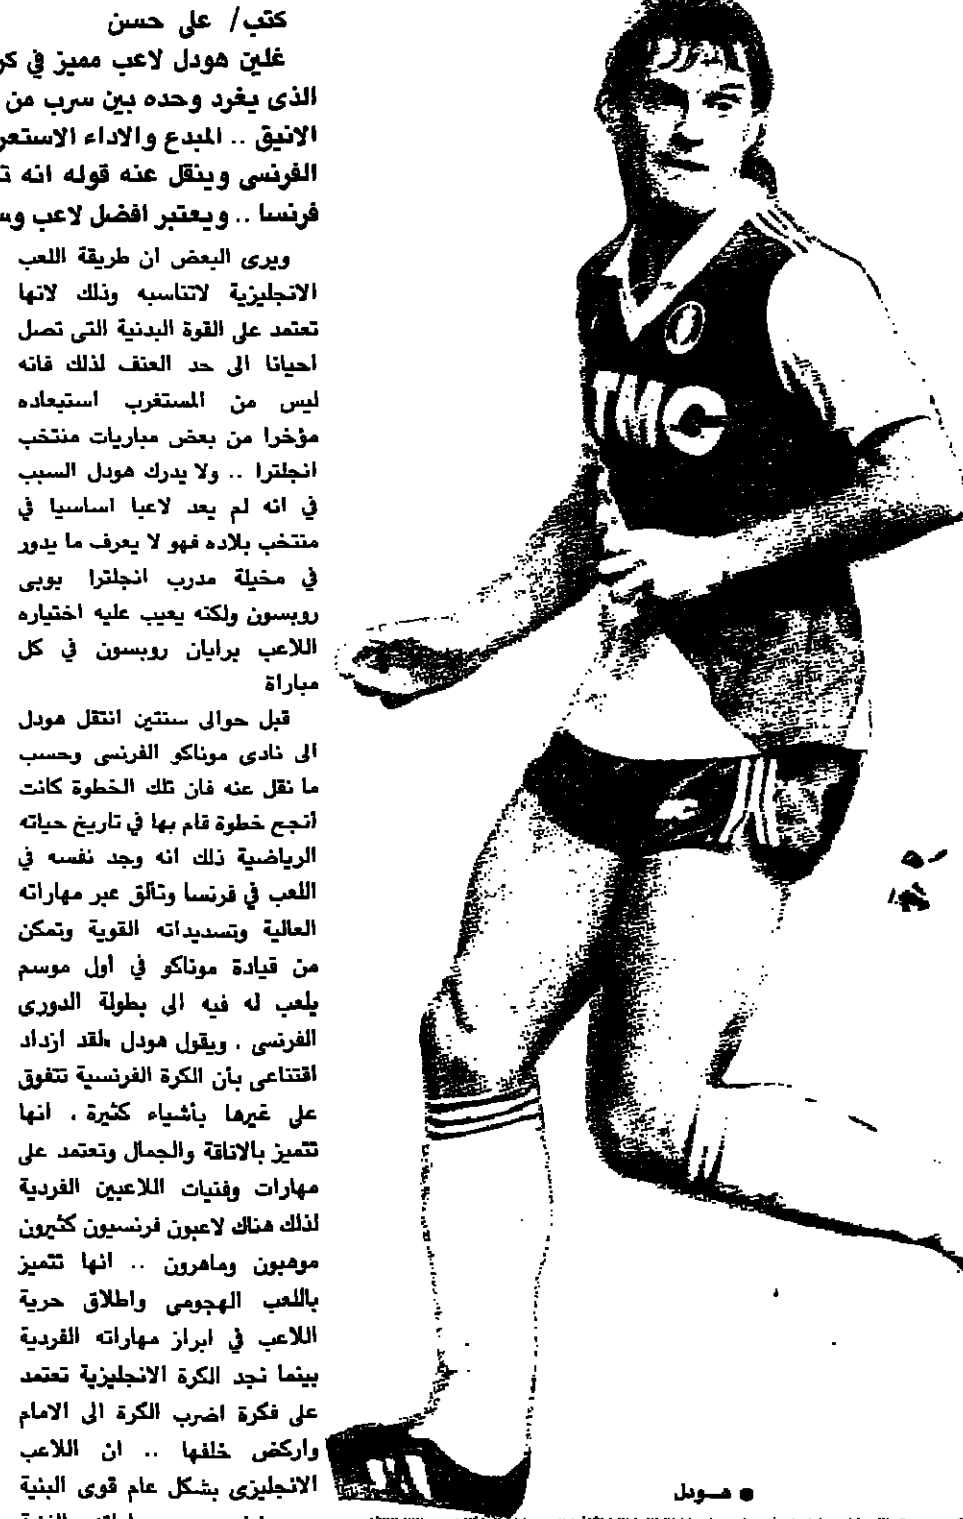 كتب/ على حسن
غلين هودل لاعب مميز في
الذى يغرد وحده بين سرب من
الانيق .. المبدع والاداء
الفرنسى وينقل عنه قوله انه
فرنسا .. ويعتبر افضل لاعب
ويرى البعض ان طريقة اللعب
الانجليزية لاتناسبه وذلك لانها
تعتمد على القوة البدنية التى تصل
احيانا الى حد العنف لذلك فانه
ليس من المستغرب استبعاده
مؤخرا من بعض مباريات منتخب
انجلترا .. ولا يدرك هودل السبب
في انه لم يعد لاعبا اساسيا في
منتخب بلاده فهو لا يعرف ما يدور
في مخيلة مدرب انجلترا بوبى
روبسون ولكنه يعيب عليه اختياره
اللاعب برايان روبسون في كل
مباراة
قبل حوالى سنتين انتقل هودل
الى نادى موناكو الفرنسى وحسب
ما نقل عنه فان تلك الخطوة كانت
أنجح خطوة قام بها في تاريخ حياته
الرياضية ذلك انه وجد نفسه في
اللعب في فرنسا وتألق عبر مهاراته
العالية وتسديداته القوية وتمكن
من قيادة موناكو في أول موسم
يلعب له فيه الى بطولة الدورى
الفرنسى . ويقول هودل «لقد ازداد
اقتناعى بأن الكرة الفرنسية تتفوق
على غيرها بأشياء كثيرة ، انها
تتميز بالاناقة والجمال وتعتمد على
مهارات وفنيات اللاعبين الفردية
لذلك هناك لاعبون فرنسيون كثيرون
موهبون وماهرون .. انها تتميز
باللعب الهجومى واطلاق حرية
اللاعب في ابراز مهاراته الفردية
بينما نجد الكرة الانجليزية تعتمد
على فكرة اضرب الكرة الى الامام
واركض خلفها .. ان اللاعب
الانجليزى بشكل عام قوى البنية
● هـودل